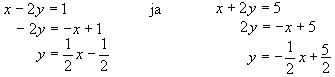 x − 2y = 1 ja x + 2y = 5
− 2y = −x + 1 2y = −x + 5
y = 1/2 x − 1/2 y = −1/2 x + 5/2